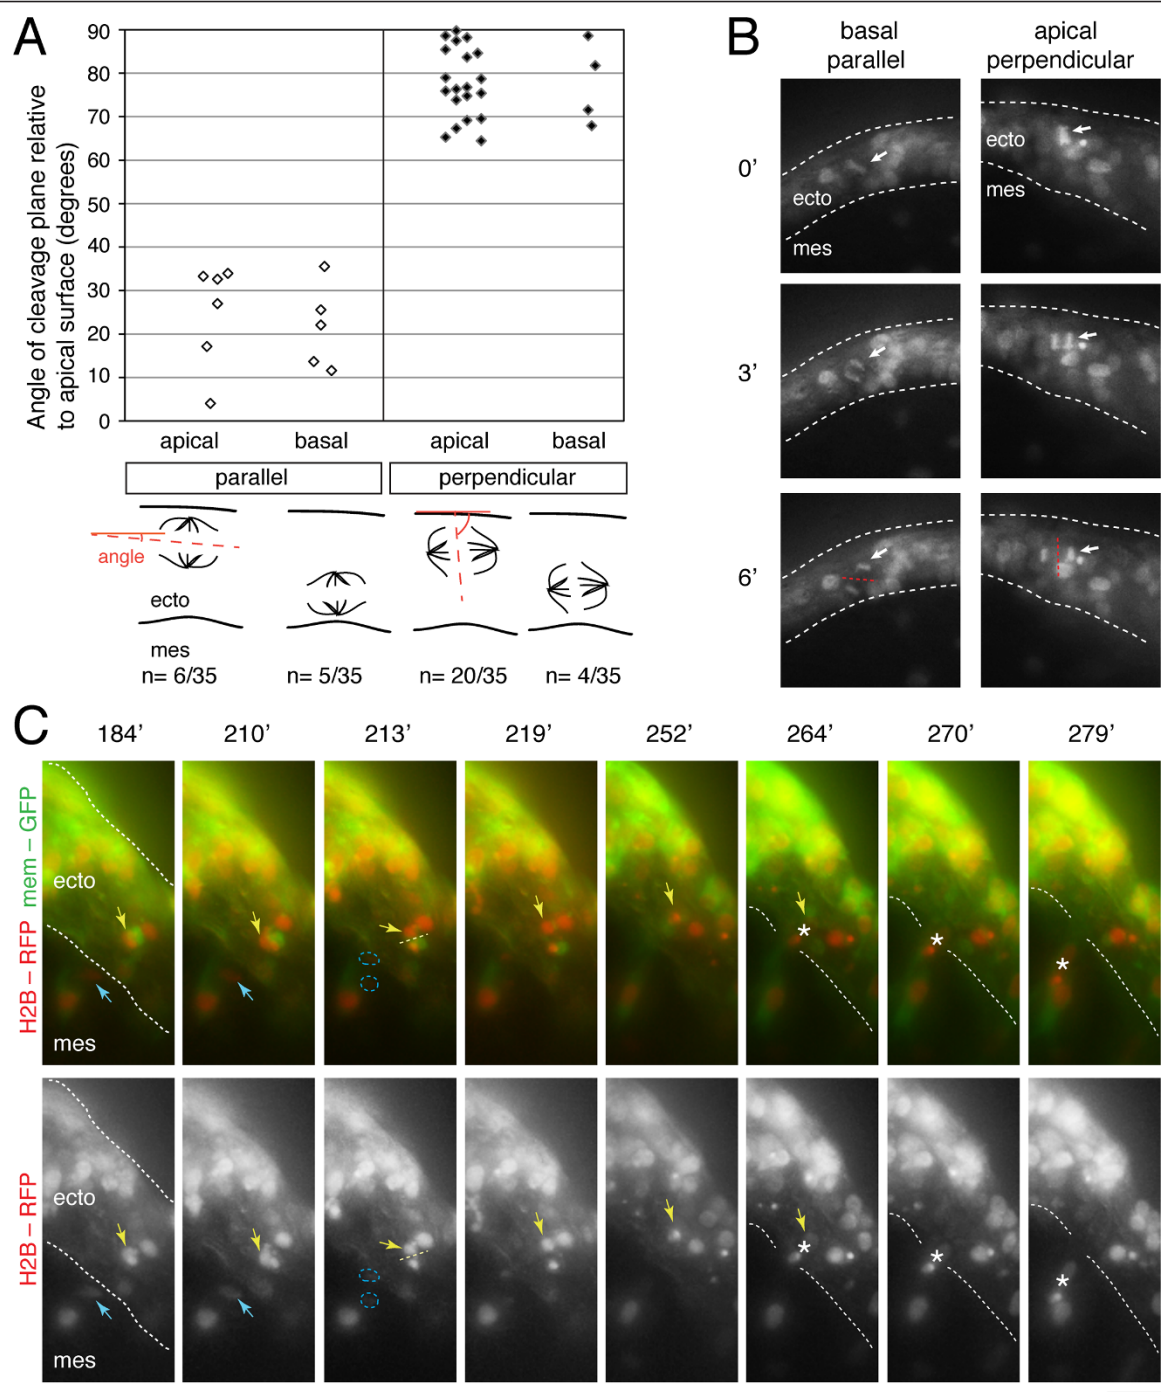 A
Angle of cleavage plane relative
to apical surface (degrees)
90
80
70
60
50
40
30
20
10
0
apical basal apical basal
parallel perpendicular
angle
ecto
mes
n= 6/35 n= 5/35 n= 20/35 n= 4/35
B
basal
parallel
apical
perpendicular
0’
ecto
mes
ecto
mes
3’
6’
C
184’ 210’ 213’ 219’ 252’ 264’ 270’ 279’
H2B – RFP mem – GFP
ecto
mes
*
*
*
H2B – RFP
ecto
mes
*
*
*